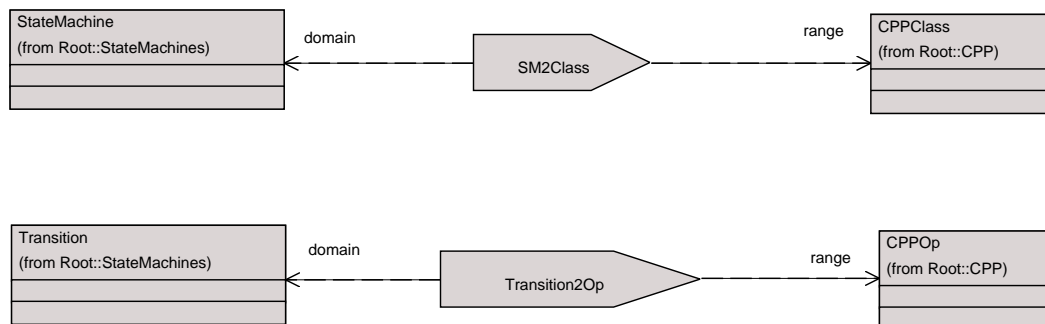 StateMachine
(from Root::StateMachines)
domain
SM2Class
range
CPPClass
(from Root::CPP)
Transition
(from Root::StateMachines)
domain
Transition2Op
range
CPPOp
(from Root::CPP)